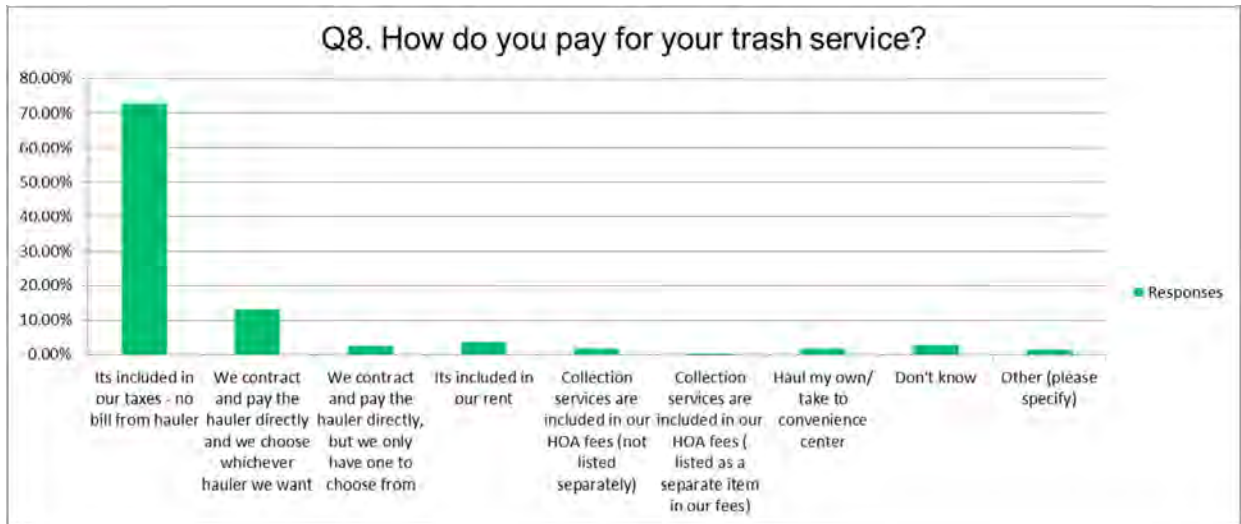 Q8. How do you pay for your trash service?
80.00%
70.00%
60.00%
50.00%
40.00%
30.00%
20.00%
10.00%
0.00%
Its included in
our taxes - no
bill from hauler
We contract
and pay the
hauler directly
and we choose
whichever
hauler we want
We contract
and pay the
hauler directly,
but we only
have one to
choose from
Its included in
our rent
Collection
services are
included in our
HOA fees (not
listed
separately)
Collection
services are
included in our
HOA fees (
listed as a
separate item
in our fees)
Haul my own/
take to
convenience
center
Don't know
Other (please
specify)
Responses